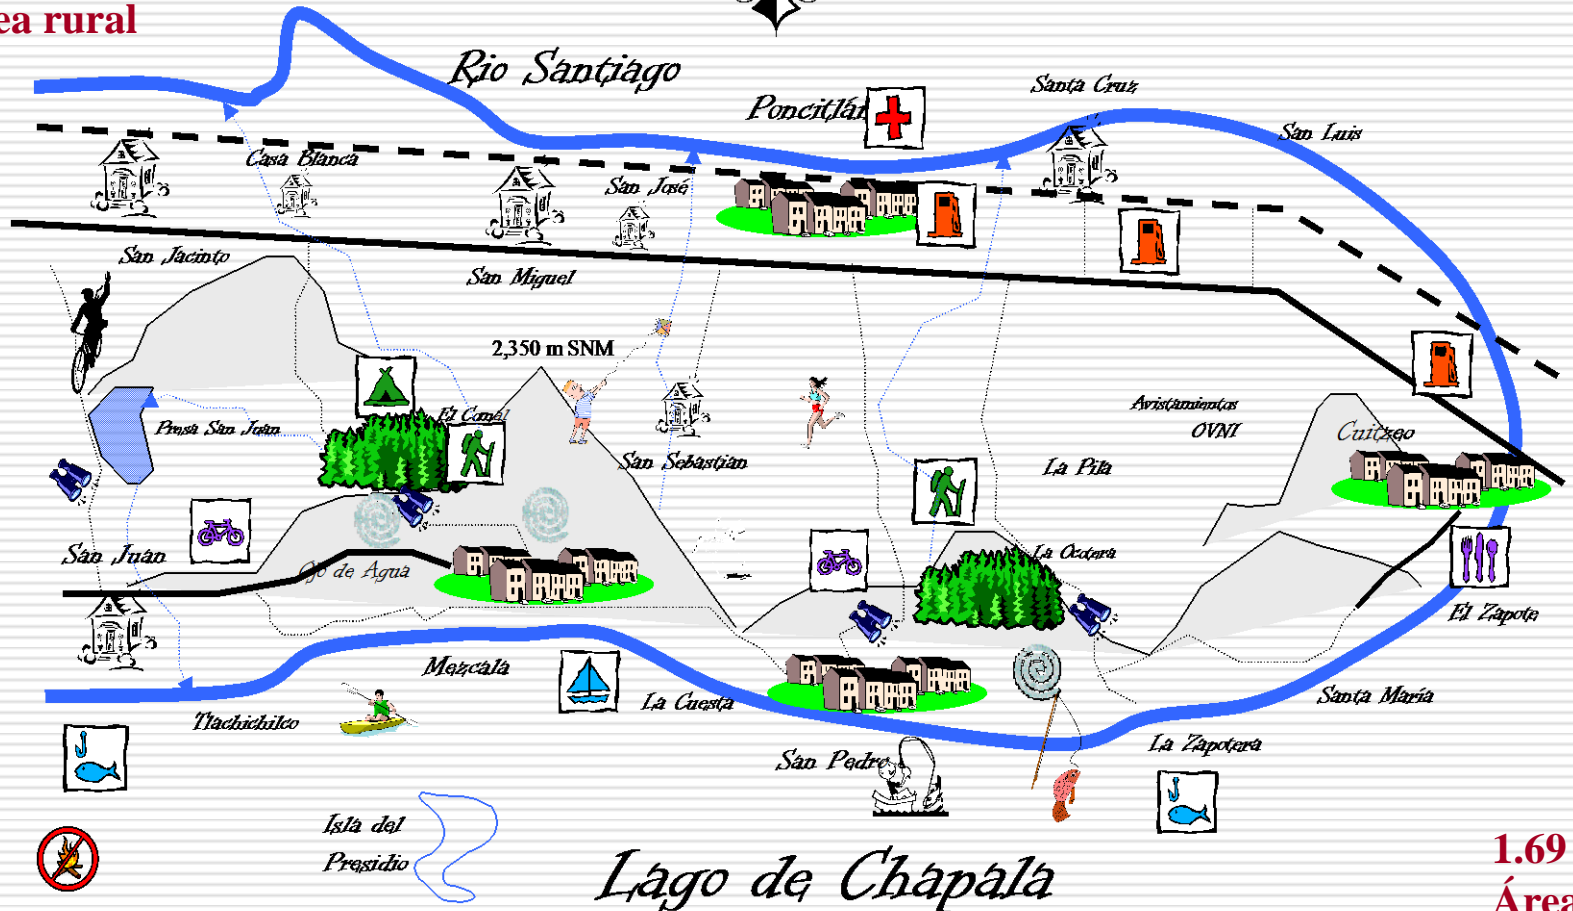 ea rural
Rio Santiago
Santa Cruz
Poncitlán
San Luis
Casa Blanca
San José
San Jacinto
San Miguel
2,350 m SNM
Avistamientos
OVNI
El Comal
Presa San Juan
Cuitzeo
San Sebastian
La Pila
San Juan
Ojo de Agua
La Ocotera
El Zapote
Mezcala
La Cuesta
Santa María
Tlachichilco
La Zapotera
San Pedro
Isla del
Presidio
Lago de Chapala
1.69
Área